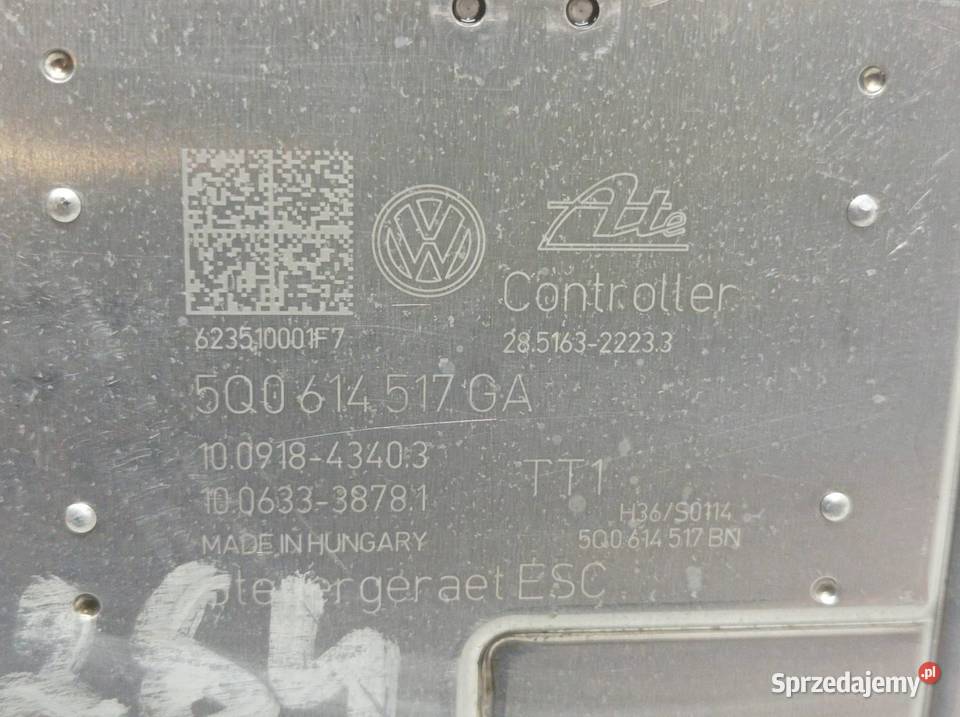 Ate
Controller
623510001F7
28.5163-2223.3
5Q0 614 517 GA
10.0918-4340.3
TT1
10.0633-3878.1
H36/S0114
MADE IN HUNGARY
5Q0 614 517 BN
Steuergeraet ESC
264
Sprzedajemy.pl